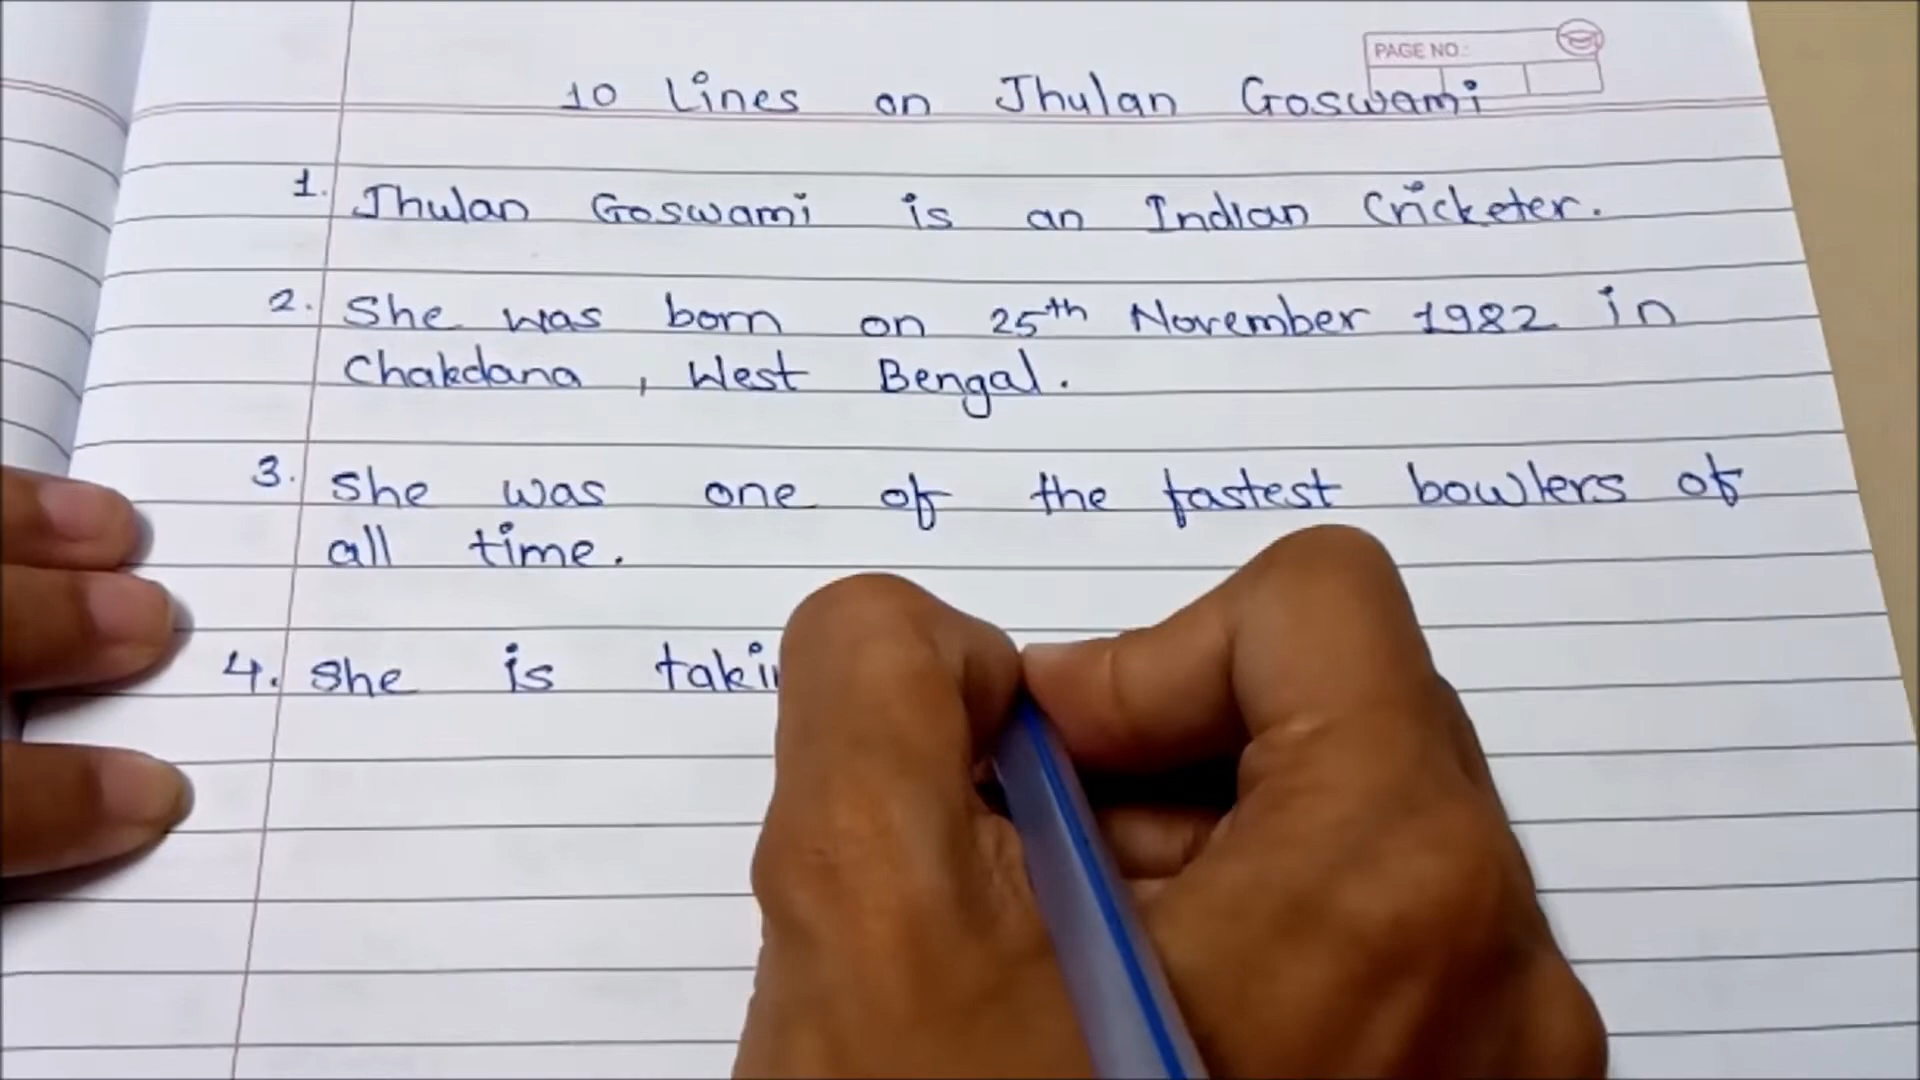 PAGE NO.:
10 Lines on Jhulan Goswami
1. Jhulan Goswami is an Indian Cricketer.
2. She was born on 25th November 1982 in
Chakdana, West Bengal.
3. She was one of the fastest bowlers of
all time.
4. She is